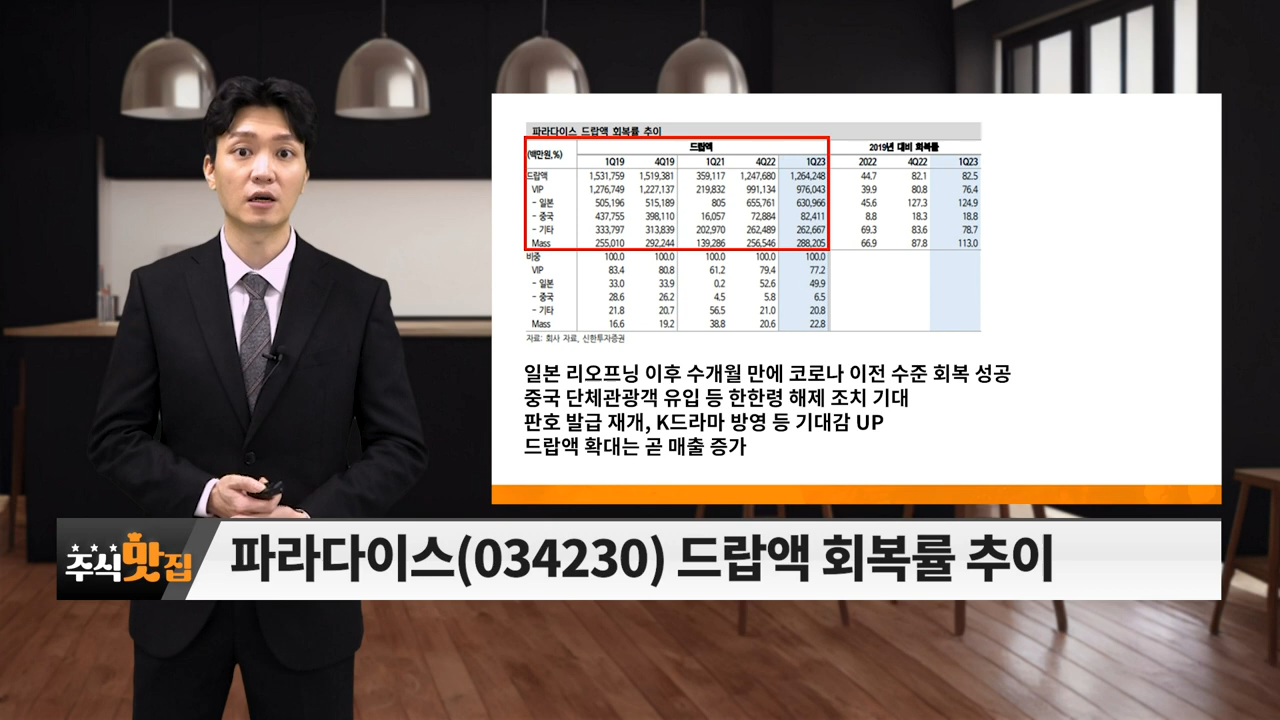 파라다이스 드랍액 회복률 추이
(백만원,%) 드랍액 2019년 대비 회복률
1Q19 4Q19 1Q21 4Q22 1Q23 2022 4Q22 1Q23
드랍액 1,531,759 1,519,381 359,117 1,247,680 1,264,248 44.7 82.1 82.5
VIP 1,276,749 1,227,137 219,832 991,134 976,043 39.9 80.8 76.4
- 일본 505,196 515,189 805 655,761 630,966 45.6 127.3 124.9
- 중국 437,755 398,110 16,057 72,884 82,411 8.8 18.3 18.8
- 기타 333,797 313,839 202,970 262,489 262,667 69.3 83.6 78.7
Mass 255,010 292,244 139,286 256,546 288,205 66.9 87.8 113.0
비중 100.0 100.0 100.0 100.0 100.0
VIP 83.4 80.8 61.2 79.4 77.2
- 일본 33.0 33.9 0.2 52.6 49.9
- 중국 28.6 26.2 4.5 5.8 6.5
- 기타 21.8 20.7 56.5 21.0 20.8
Mass 16.6 19.2 38.8 20.6 22.8
자료: 회사 자료, 신한투자증권
일본 리오프닝 이후 수개월 만에 코로나 이전 수준 회복 성공
중국 단체관광객 유입 등 한한령 해제 조치 기대
판호 발급 재개, K드라마 방영 등 기대감 UP
드랍액 확대는 곧 매출 증가
주식맛집
파라다이스(034230) 드랍액 회복률 추이